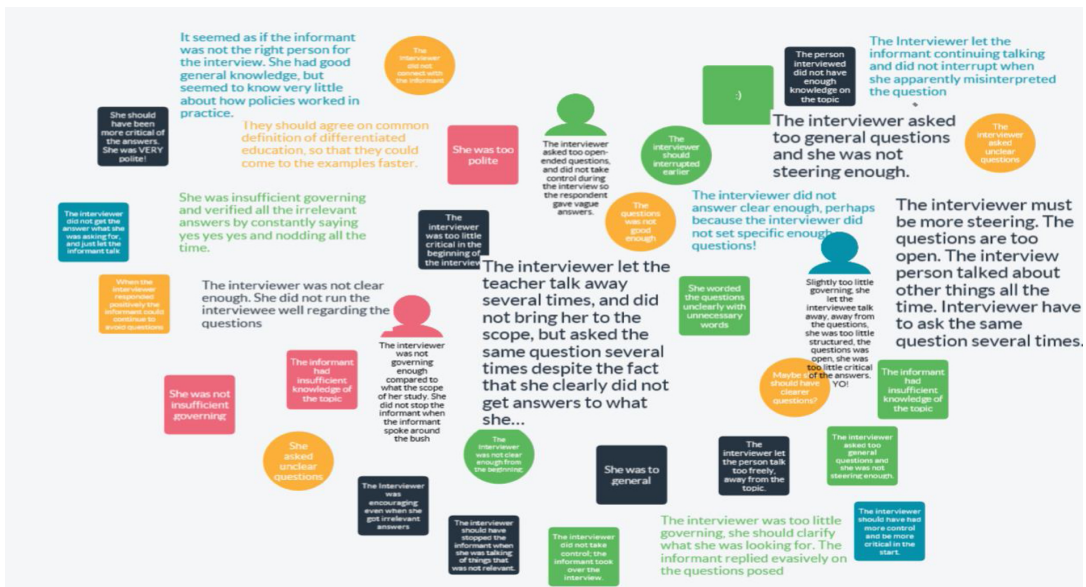 It seemed as if the informant
was not the right person for
the interview. She had good
general knowledge, but
seemed to know very little
about how policies worked in
practice.
The
interviewer
did not
connect with
the informant
She should
have been
more critical of
the answers.
She was VERY
polite!
They should agree on common
definition of differentiated
education, so that they could
come to the examples faster.
She was too
polite
The interviewer
asked too open-
ended questions,
and did not take
control during
the interview so
the respondent
gave vague
answers.
The
interviewer
should
interrupted
earlier
:)
The person
interviewed
did not have
enough
knowledge on
the topic
The Interviewer let the
informant continuing talking
and did not interrupt when
she apparently misinterpreted
the question
The interviewer asked
too general questions
and she was not
steering enough.
The
interviewer
asked unclear
questions
The interviewer
did not get the
answer what she
was asking for,
and just let the
informant talk
She was insufficient governing
and verified all the irrelevant
answers by constantly saying
yes yes yes and nodding all the
time.
The
interviewer
was too little
critical in the
beginning of
the interview
The
questions
was not
good
enough
The interviewer did not
answer clear enough, perhaps
because the interviewer did
not set specific enough
questions!
The interviewer must
be more steering. The
questions are too
open. The interview
person talked about
other things all the
time. Interviewer have
to ask the same
question several times.
When the
interviewer
responded
positively the
informant could
continue to
avoid questions
The interviewer was not clear
enough. She did not run the
interviewee well regarding the
questions
The interviewer let the
teacher talk away
several times, and did
not bring her to the
scope, but asked the
same question several
times despite the fact
that she clearly did not
get answers to what
she...
She worded
the questions
unclearly with
unnecessary
words
Slightly too little
governing, she
let the
interviewee talk
away, away from
the questions,
she was too little
structured, the
questions was
open, she was
too little critical
of the answers.
YO!
The informant
had
insufficient
knowledge of
the topic
The interviewer
was not
governing
enough
compared to
what the scope
of her study. She
did not stop the
informant when
the informant
spoke around
the bush
Maybe
should have
clearer
questions?
The informant
had
insufficient
knowledge of
the topic
She was not
insufficient
governing
She
asked
unclear
questions
The
interviewer
was not clear
enough from
the beginning
She was to
general
The
interviewer let
the person talk
too freely,
away from the
topic.
The interviewer
asked too
general
questions and
she was not
steering enough.
The Interviewer
was
encouraging
even when she
got irrelevant
answers
The interviewer
should have
stopped the
informant when
she was talking
of things that
was not relevant.
The interviewer
did not take
control; the
informant took
over the
interview.
The interviewer was too little
governing, she should clarify
what she was looking for. The
informant replied evasively on
the questions posed
The interviewer
should have had
more control
and be more
critical in the
start.